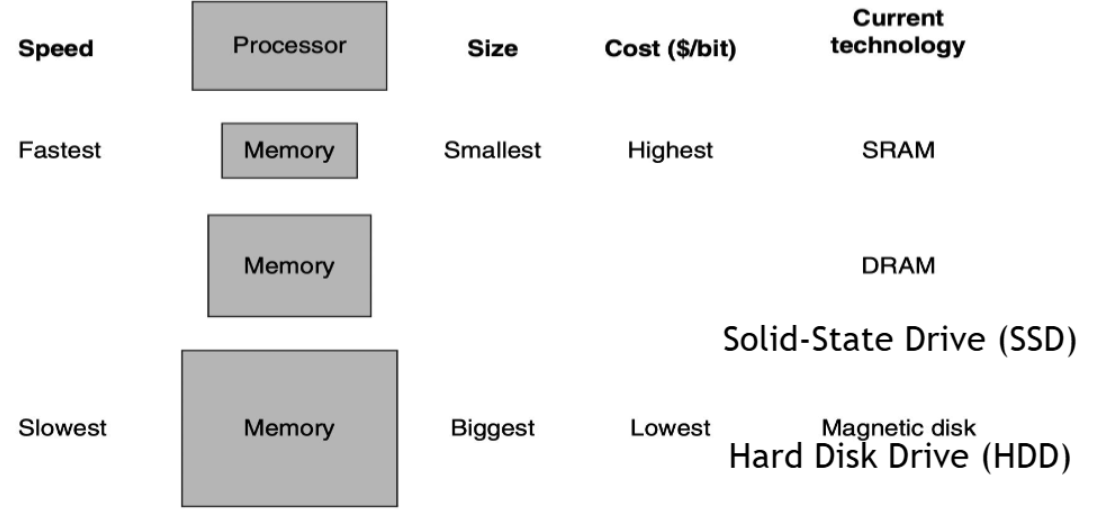 Speed Processor Size Cost ($/bit) Current
technology
Fastest Memory Smallest Highest SRAM
Memory DRAM
Solid-State Drive (SSD)
Slowest Memory Biggest Lowest Magnetic disk
Hard Disk Drive (HDD)